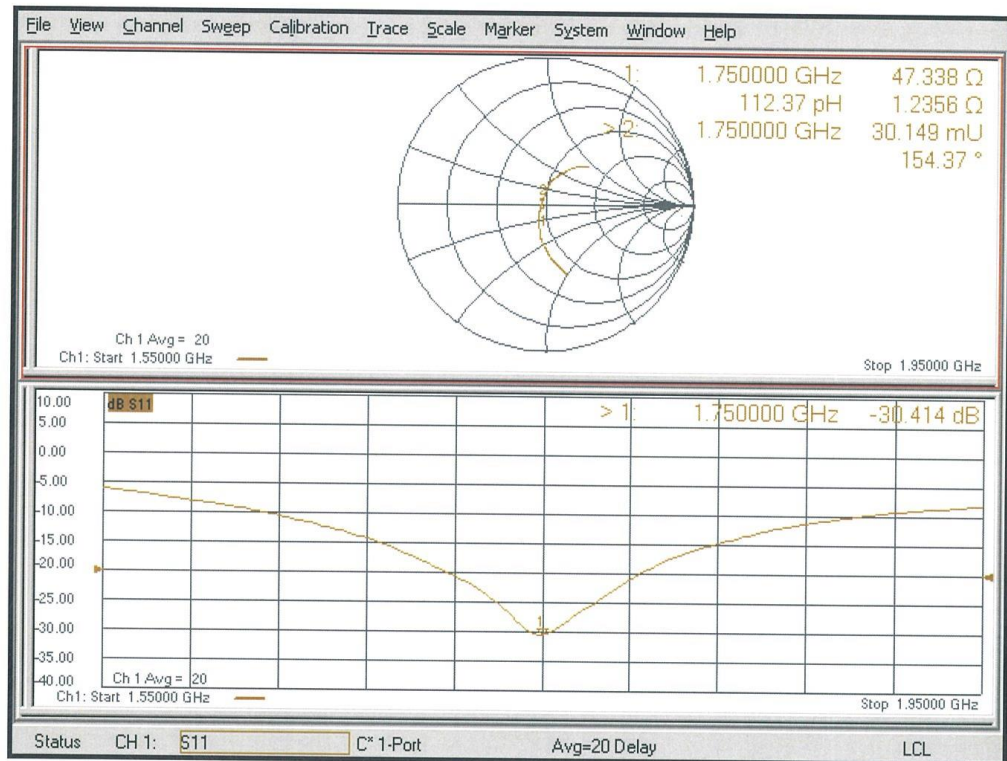 File View Channel Sweep Calibration Trace Scale Marker System Window Help
1: 1.750000 GHz 47.338 Ω
112.37 pH 1.2356 Ω
> 2: 1.750000 GHz 30.149 mU
154.37 °
Ch 1 Avg = 20
Ch1: Start 1.55000 GHz
Stop 1.95000 GHz
10.00
dB S11
> 1: 1.750000 GHz -30.414 dB
5.00
0.00
-5.00
-10.00
-15.00
-20.00
-25.00
-30.00
1
-35.00
-40.00
Ch 1 Avg = 20
Ch1: Start 1.55000 GHz
Stop 1.95000 GHz
Status CH 1: S11 C* 1-Port Avg=20 Delay LCL